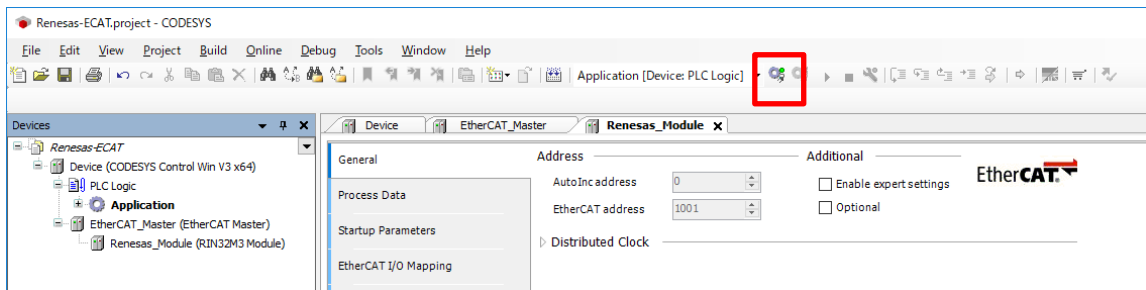 Renesas-ECAT.project - CODESYS
File Edit View Project Build Online Debug Tools Window Help
Application [Device: PLC Logic]
Devices
Device EtherCAT_Master Renesas_Module
Renesas-ECAT
Device (CODESYS Control Win V3 x64)
PLC Logic
Application
EtherCAT_Master (EtherCAT Master)
Renesas_Module (RIN32M3 Module)
General
Process Data
Startup Parameters
EtherCAT I/O Mapping
Address
AutoInc address 0
EtherCAT address 1001
Distributed Clock
Additional
Enable expert settings
Optional
EtherCAT.